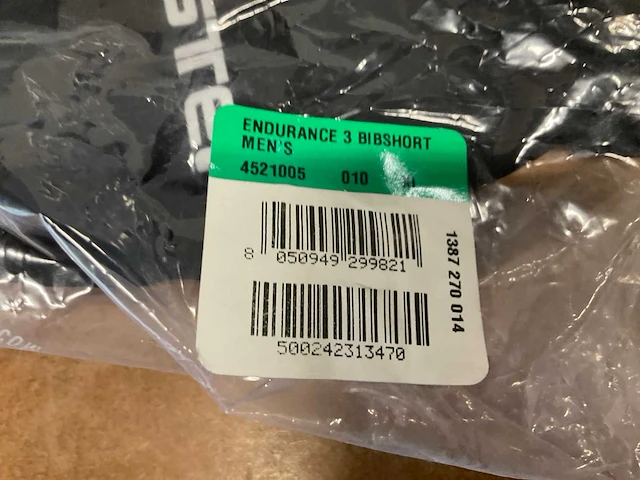 ENDURANCE 3 BIBSHORT
MEN'S
4521005 010
8 050949 299821
1387 270 014
500242313470